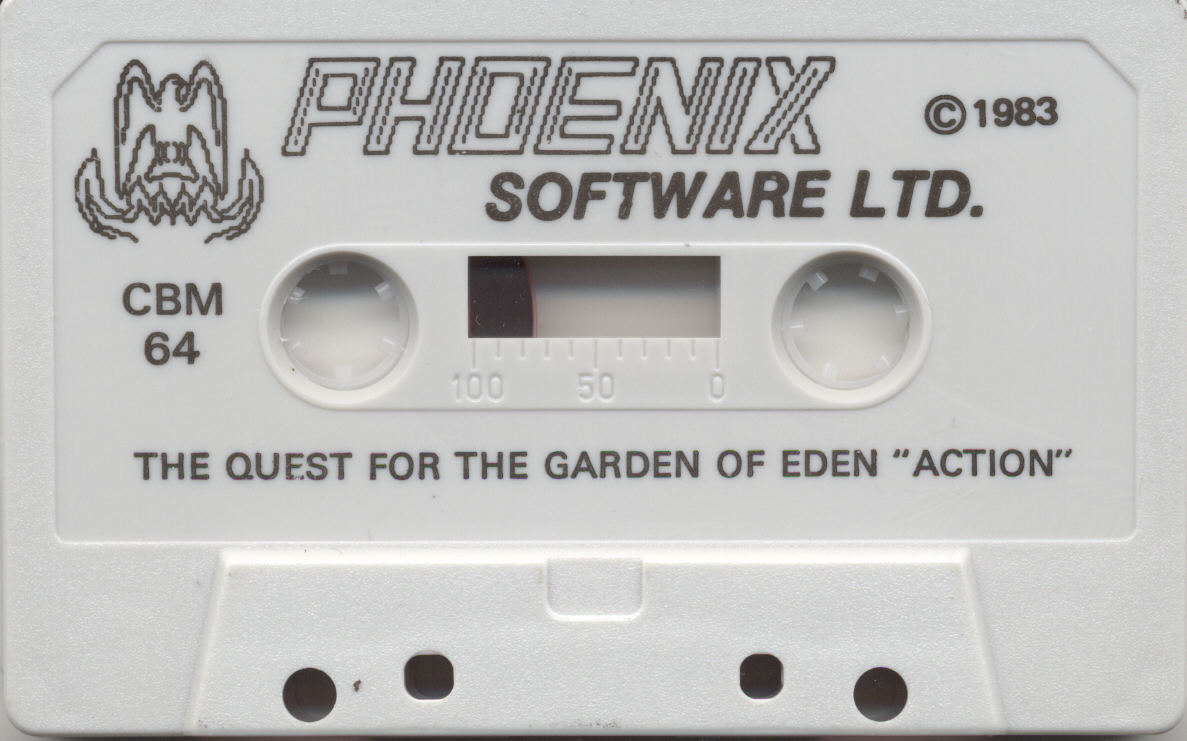 PHOENIX
© 1983
SOFTWARE LTD.
CBM
64
100 50 0
THE QUEST FOR THE GARDEN OF EDEN "ACTION"